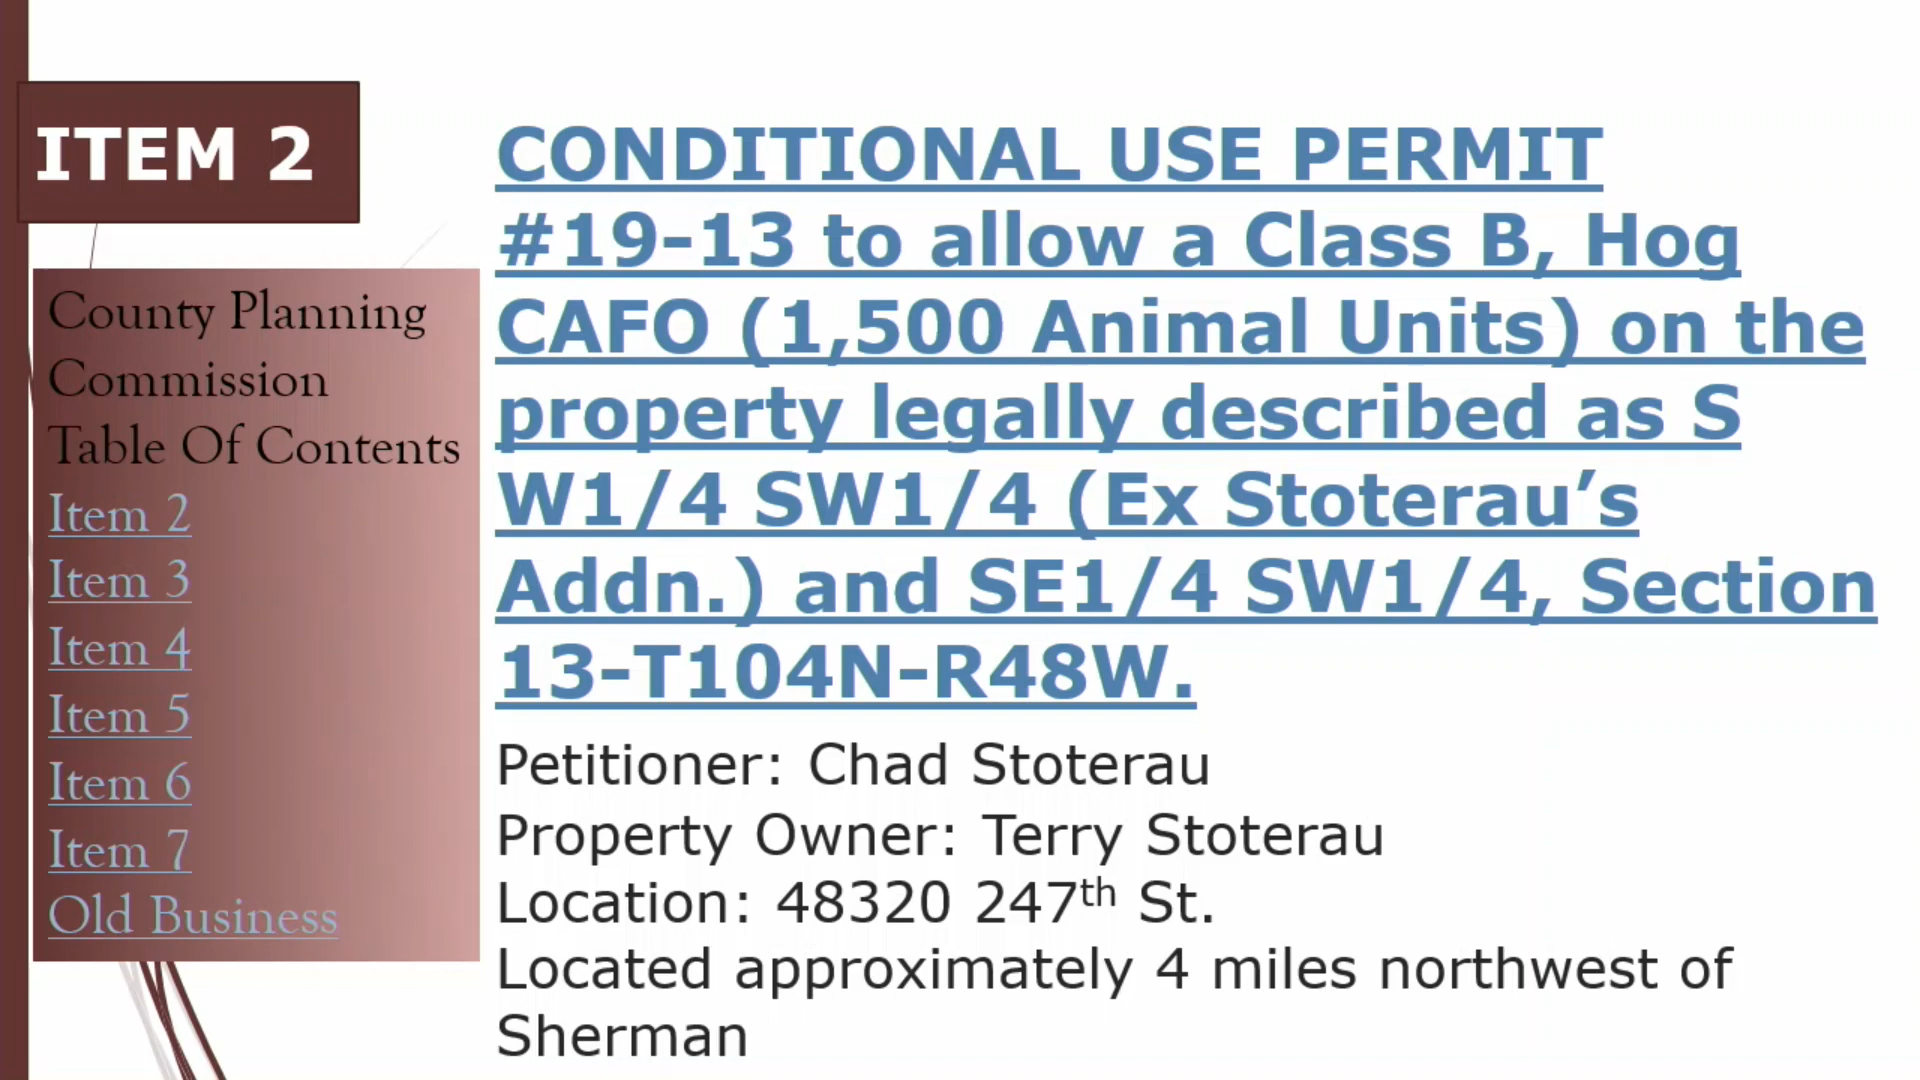 ITEM 2
County Planning
Commission
Table Of Contents
Item 2
Item 3
Item 4
Item 5
Item 6
Item 7
Old Business
CONDITIONAL USE PERMIT
#19-13 to allow a Class B, Hog
CAFO (1,500 Animal Units) on the
property legally described as S
W1/4 SW1/4 (Ex Stoterau’s
Addn.) and SE1/4 SW1/4, Section
13-T104N-R48W.
Petitioner: Chad Stoterau
Property Owner: Terry Stoterau
Location: 48320 247th St.
Located approximately 4 miles northwest of
Sherman